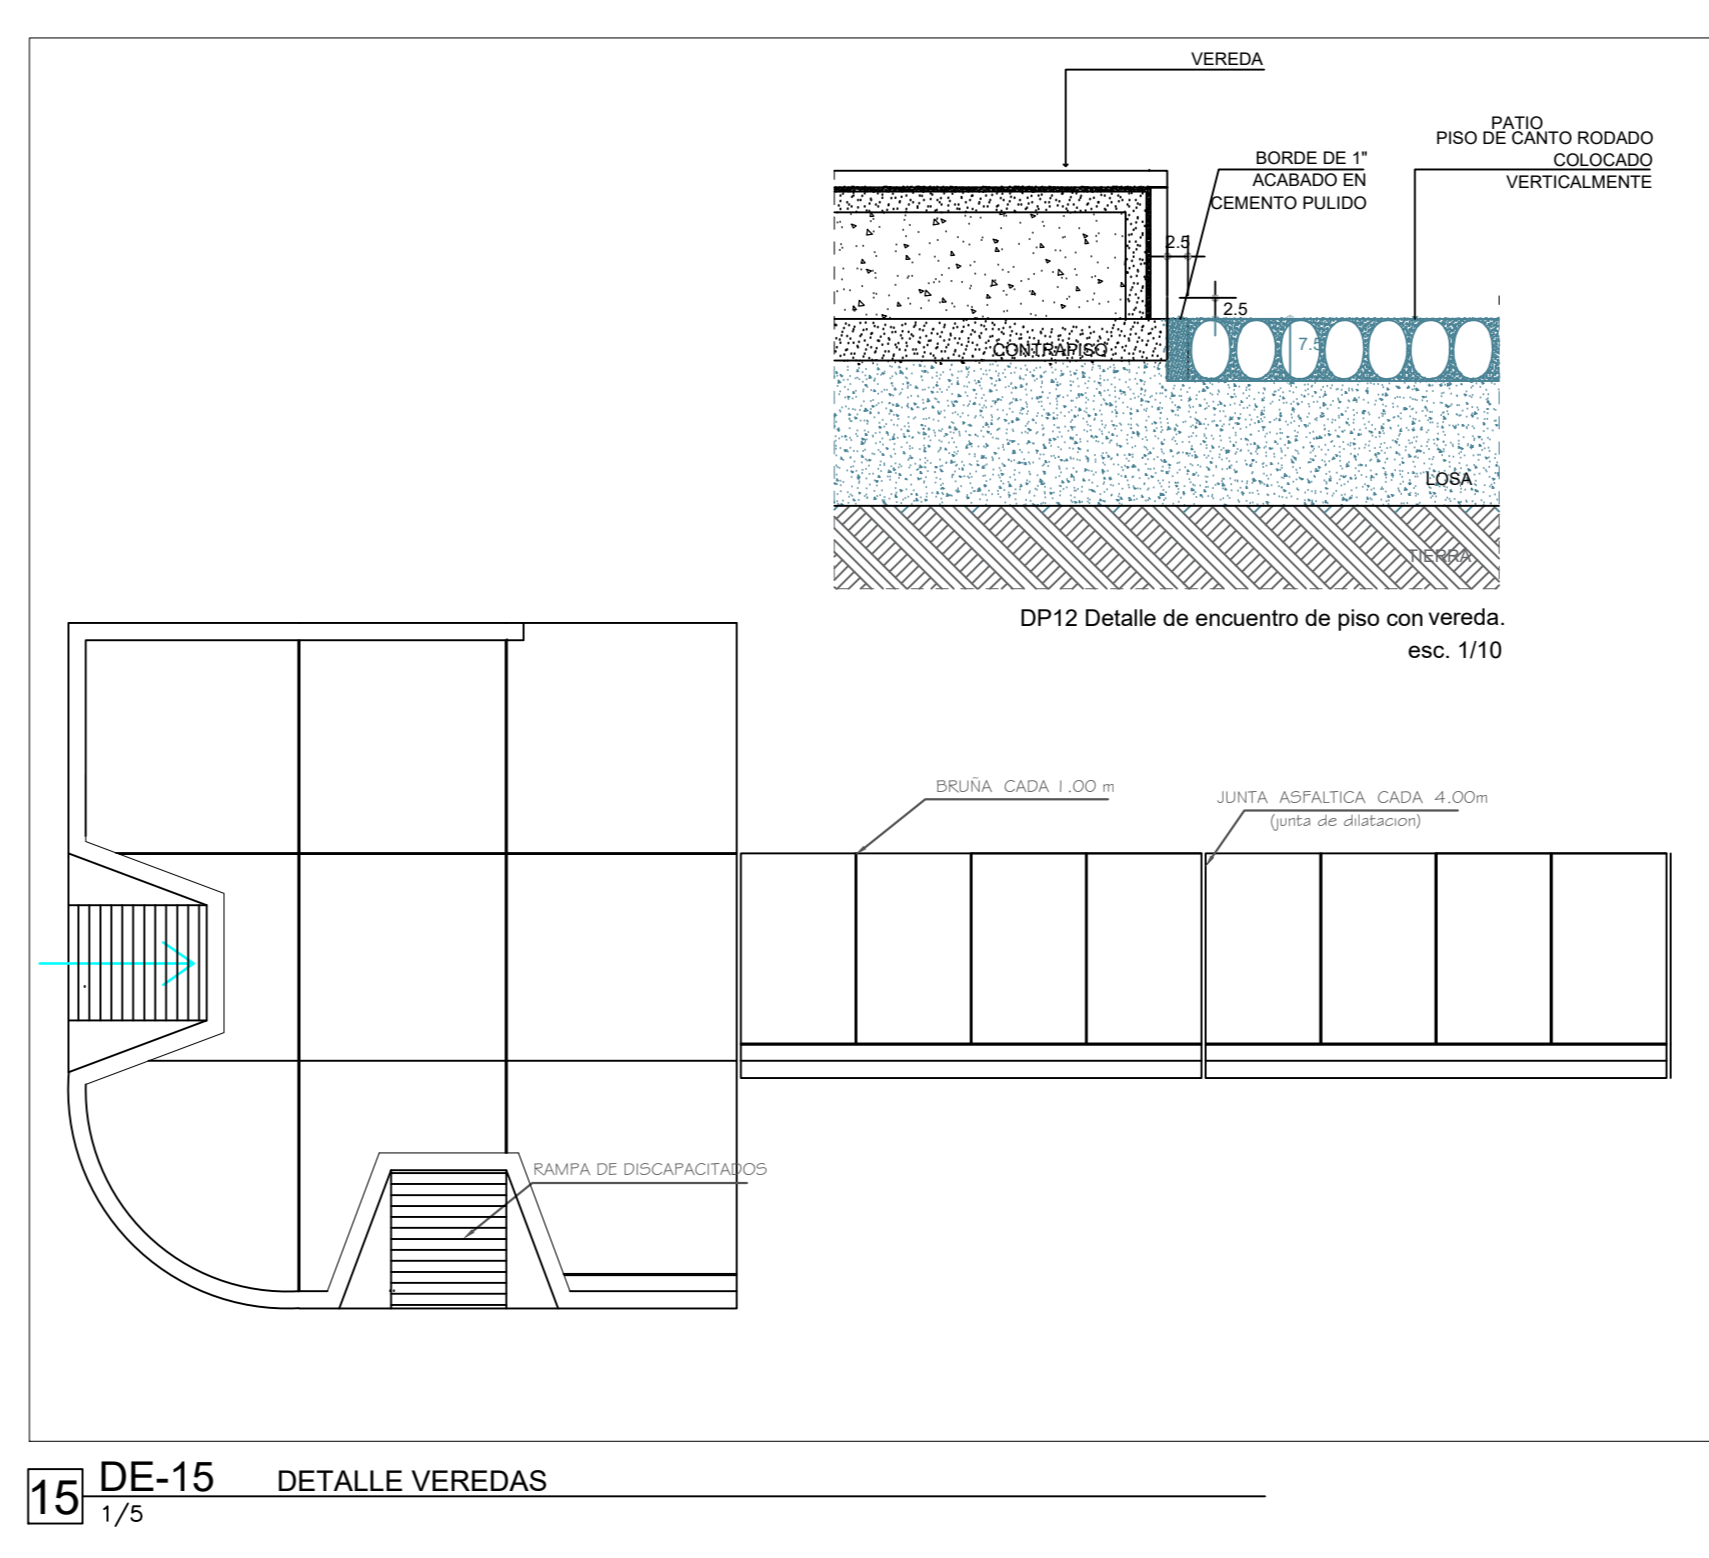 VEREDA
PATIO
PISO DE CANTO RODADO
COLOCADO
VERTICALMENTE
BORDE DE 1"
ACABADO EN
CEMENTO PULIDO
2.5
2.5
7.5
CONTRAPISO
LOSA
TIERRA
DP12 Detalle de encuentro de piso con vereda.
esc. 1/10
BRUÑA CADA 1.00 m
JUNTA ASFALTICA CADA 4.00m
(junta de dilatacion)
RAMPA DE DISCAPACITADOS
15 DE-15 DETALLE VEREDAS
1/5